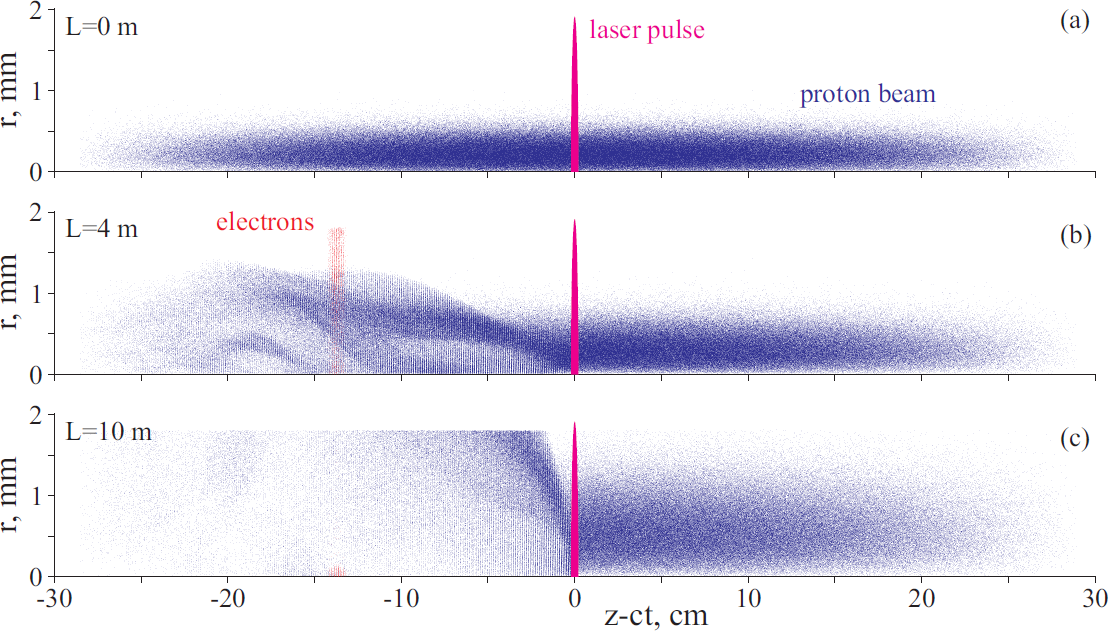 2
L=0 m
laser pulse
(a)
r, mm
1
proton beam
0
2
L=4 m
electrons
(b)
r, mm
1
0
2
L=10 m
(c)
r, mm
1
0
-30 -20 -10 0 10 20 30
z-ct, cm